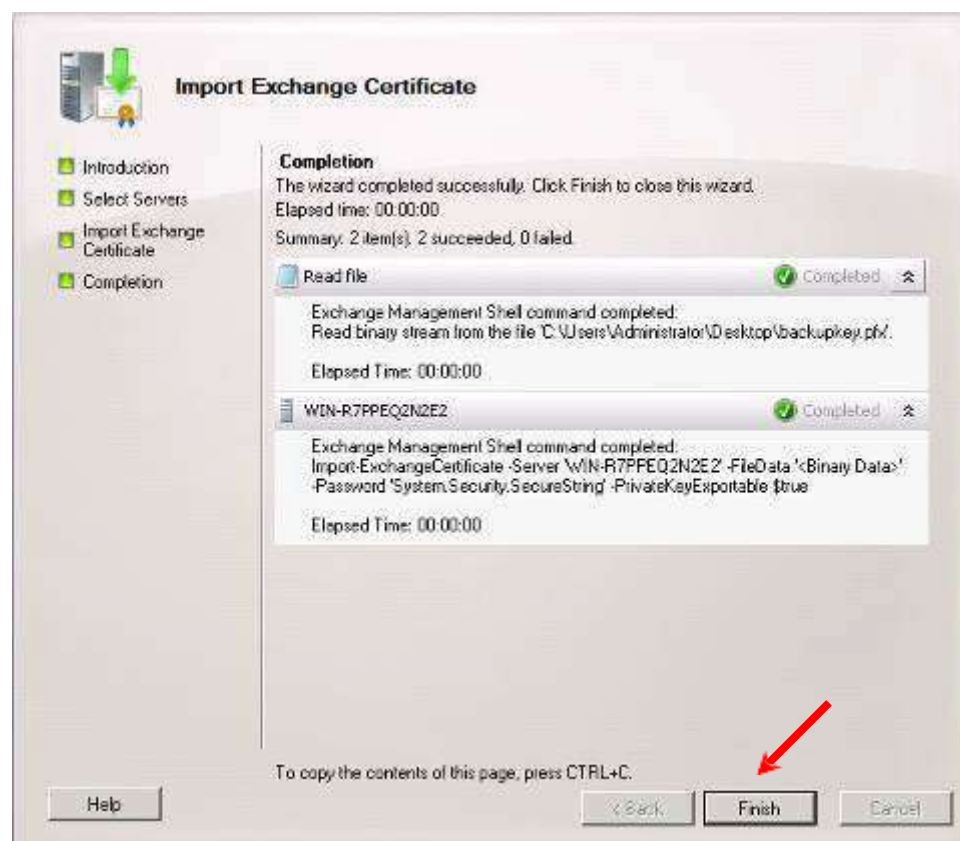 Import Exchange Certificate
Introduction
Select Servers
Import Exchange
Certificate
Completion
Completion
The wizard completed successfully. Click Finish to close this wizard.
Elapsed time: 00:00:00
Summary: 2 item(s). 2 succeeded, 0 failed.
Read file
Completed
Exchange Management Shell command completed:
Read binary stream from the file 'C:\Users\Administrator\Desktop\backupkey.pfx'.
Elapsed Time: 00:00:00
WIN-R7PPEQ2N2E2
Completed
Exchange Management Shell command completed:
Import-ExchangeCertificate -Server 'WIN-R7PPEQ2N2E2' -FileData '<Binary Data>'
-Password 'System.Security.SecureString' -PrivateKeyExportable $true
Elapsed Time: 00:00:00
To copy the contents of this page, press CTRL+C.
Help
< Back
Finish
Cancel